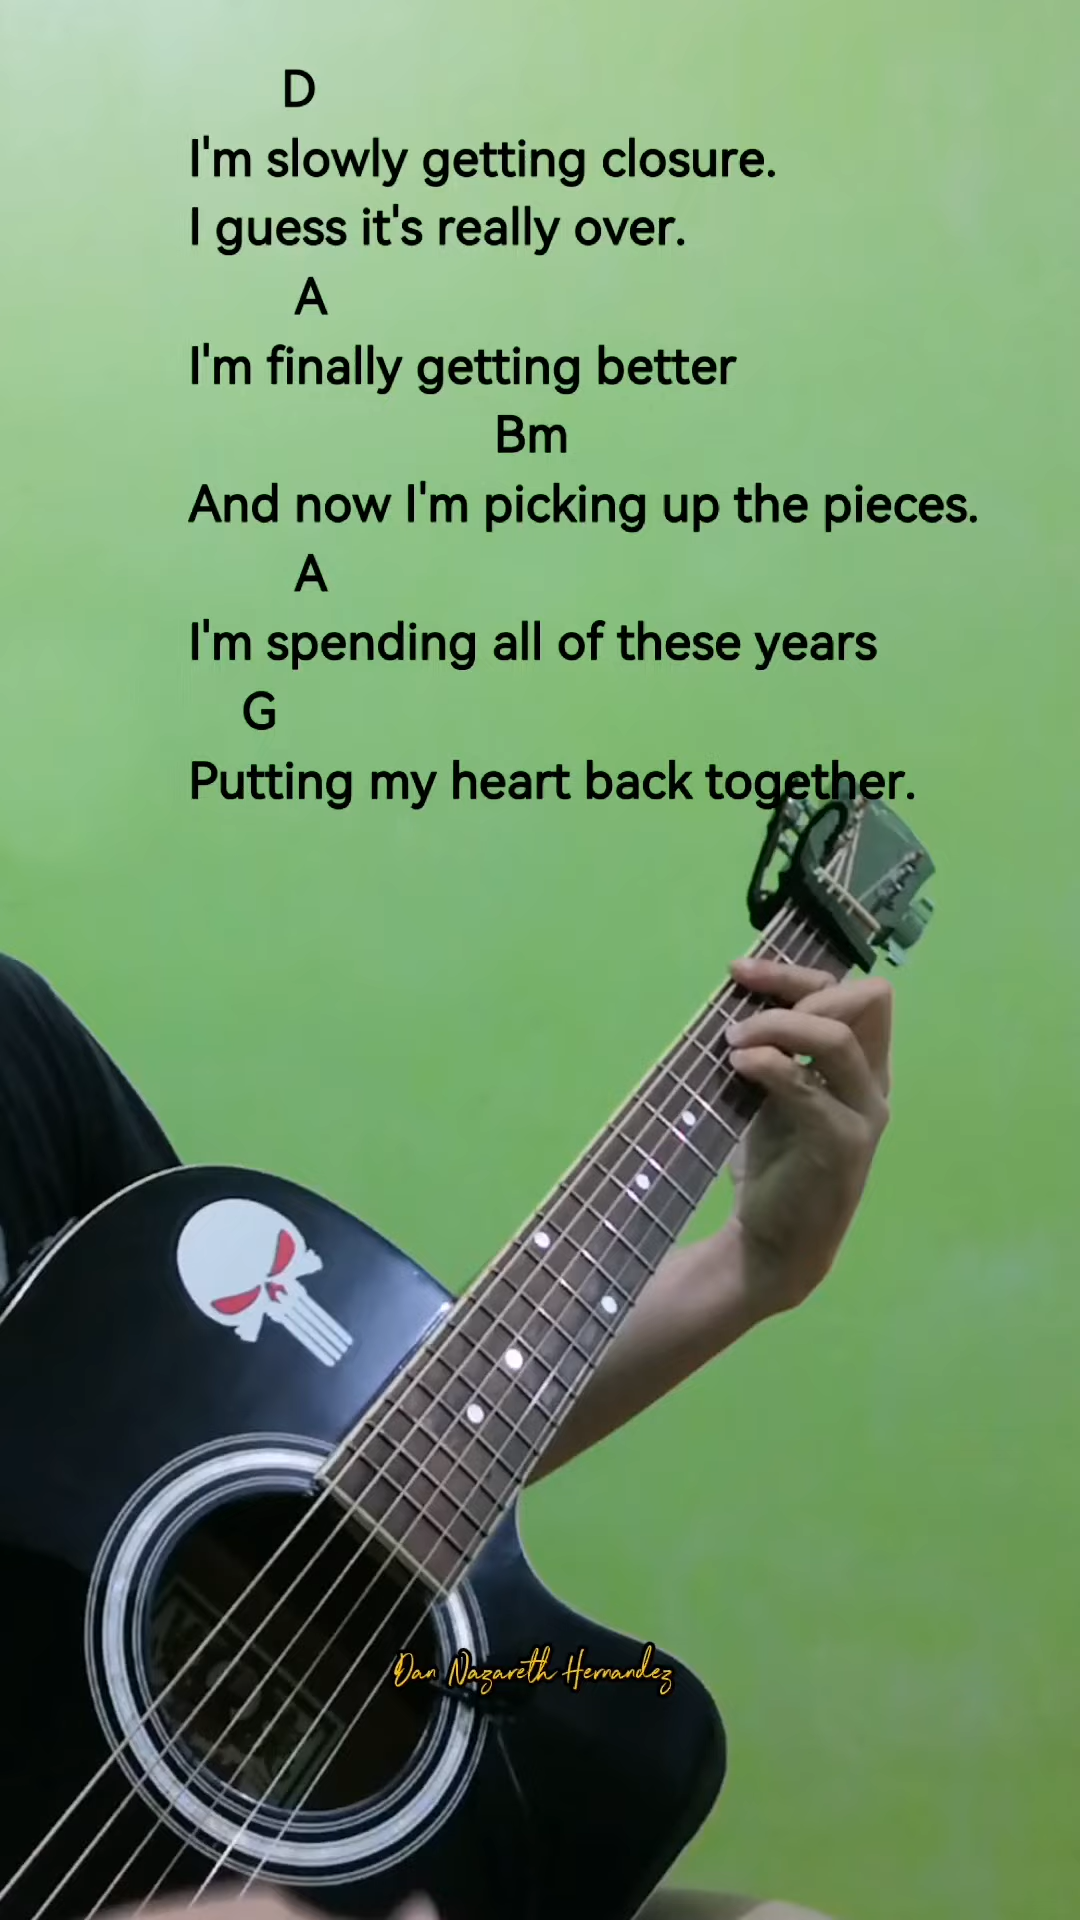 D
I'm slowly getting closure.
I guess it's really over.
A
I'm finally getting better
Bm
And now I'm picking up the pieces.
A
I'm spending all of these years
G
Putting my heart back together.
Dan Nazareth Hernandez